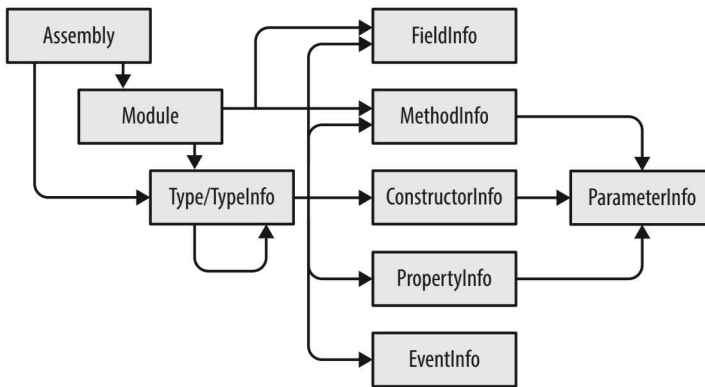 Assembly
FieldInfo
Module
MethodInfo
Type/TypeInfo
ConstructorInfo
ParameterInfo
PropertyInfo
EventInfo